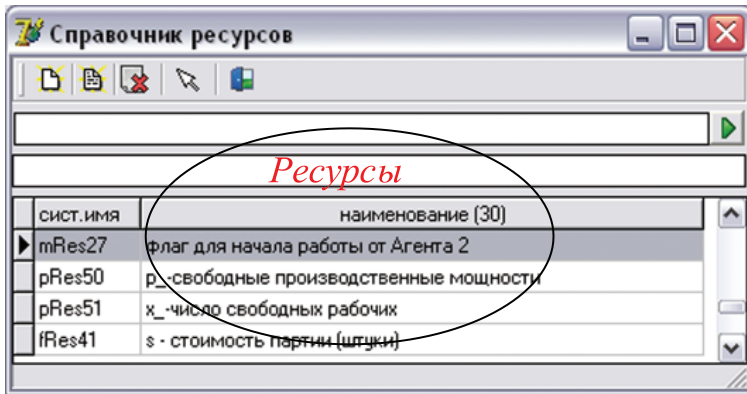 Справочник ресурсов
Ресурсы
сист.имя наименование (30)
mRes27 флаг для начала работы от Агента 2
pRes50 p_-свободные производственные мощности
pRes51 x_-число свободных рабочих
fRes41 s - стоимость партии (штуки)